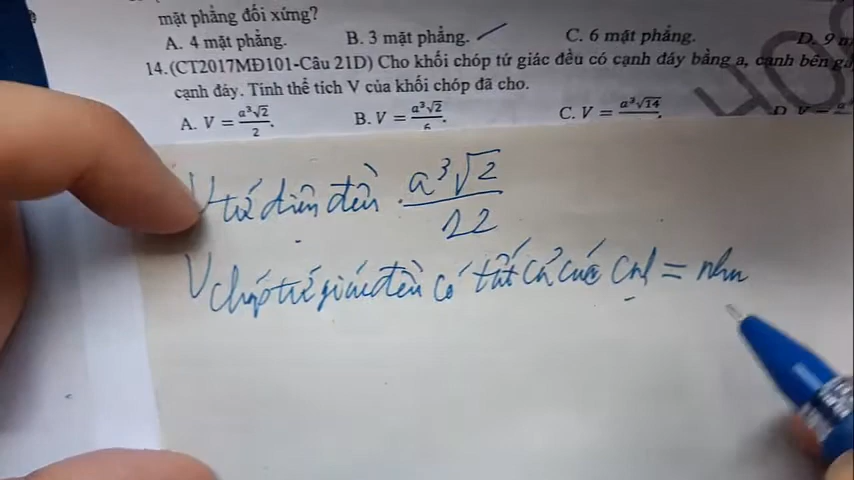 mặt phẳng đối xứng?
A. 4 mặt phẳng. B. 3 mặt phẳng. C. 6 mặt phẳng. D. 9 m
14.(CT2017MĐ101-Câu 21D) Cho khối chóp tứ giác đều có cạnh đáy bằng a, cạnh bên gấ
cạnh đáy. Tính thể tích V của khối chóp đã cho.
A. V = a³√2/2. B. V = a³√2/6. C. V = a³√14/. D V = a
V tứ diện đều . a³√2/12
V chóp tứ giác đều có tất cả các cạnh = nhau